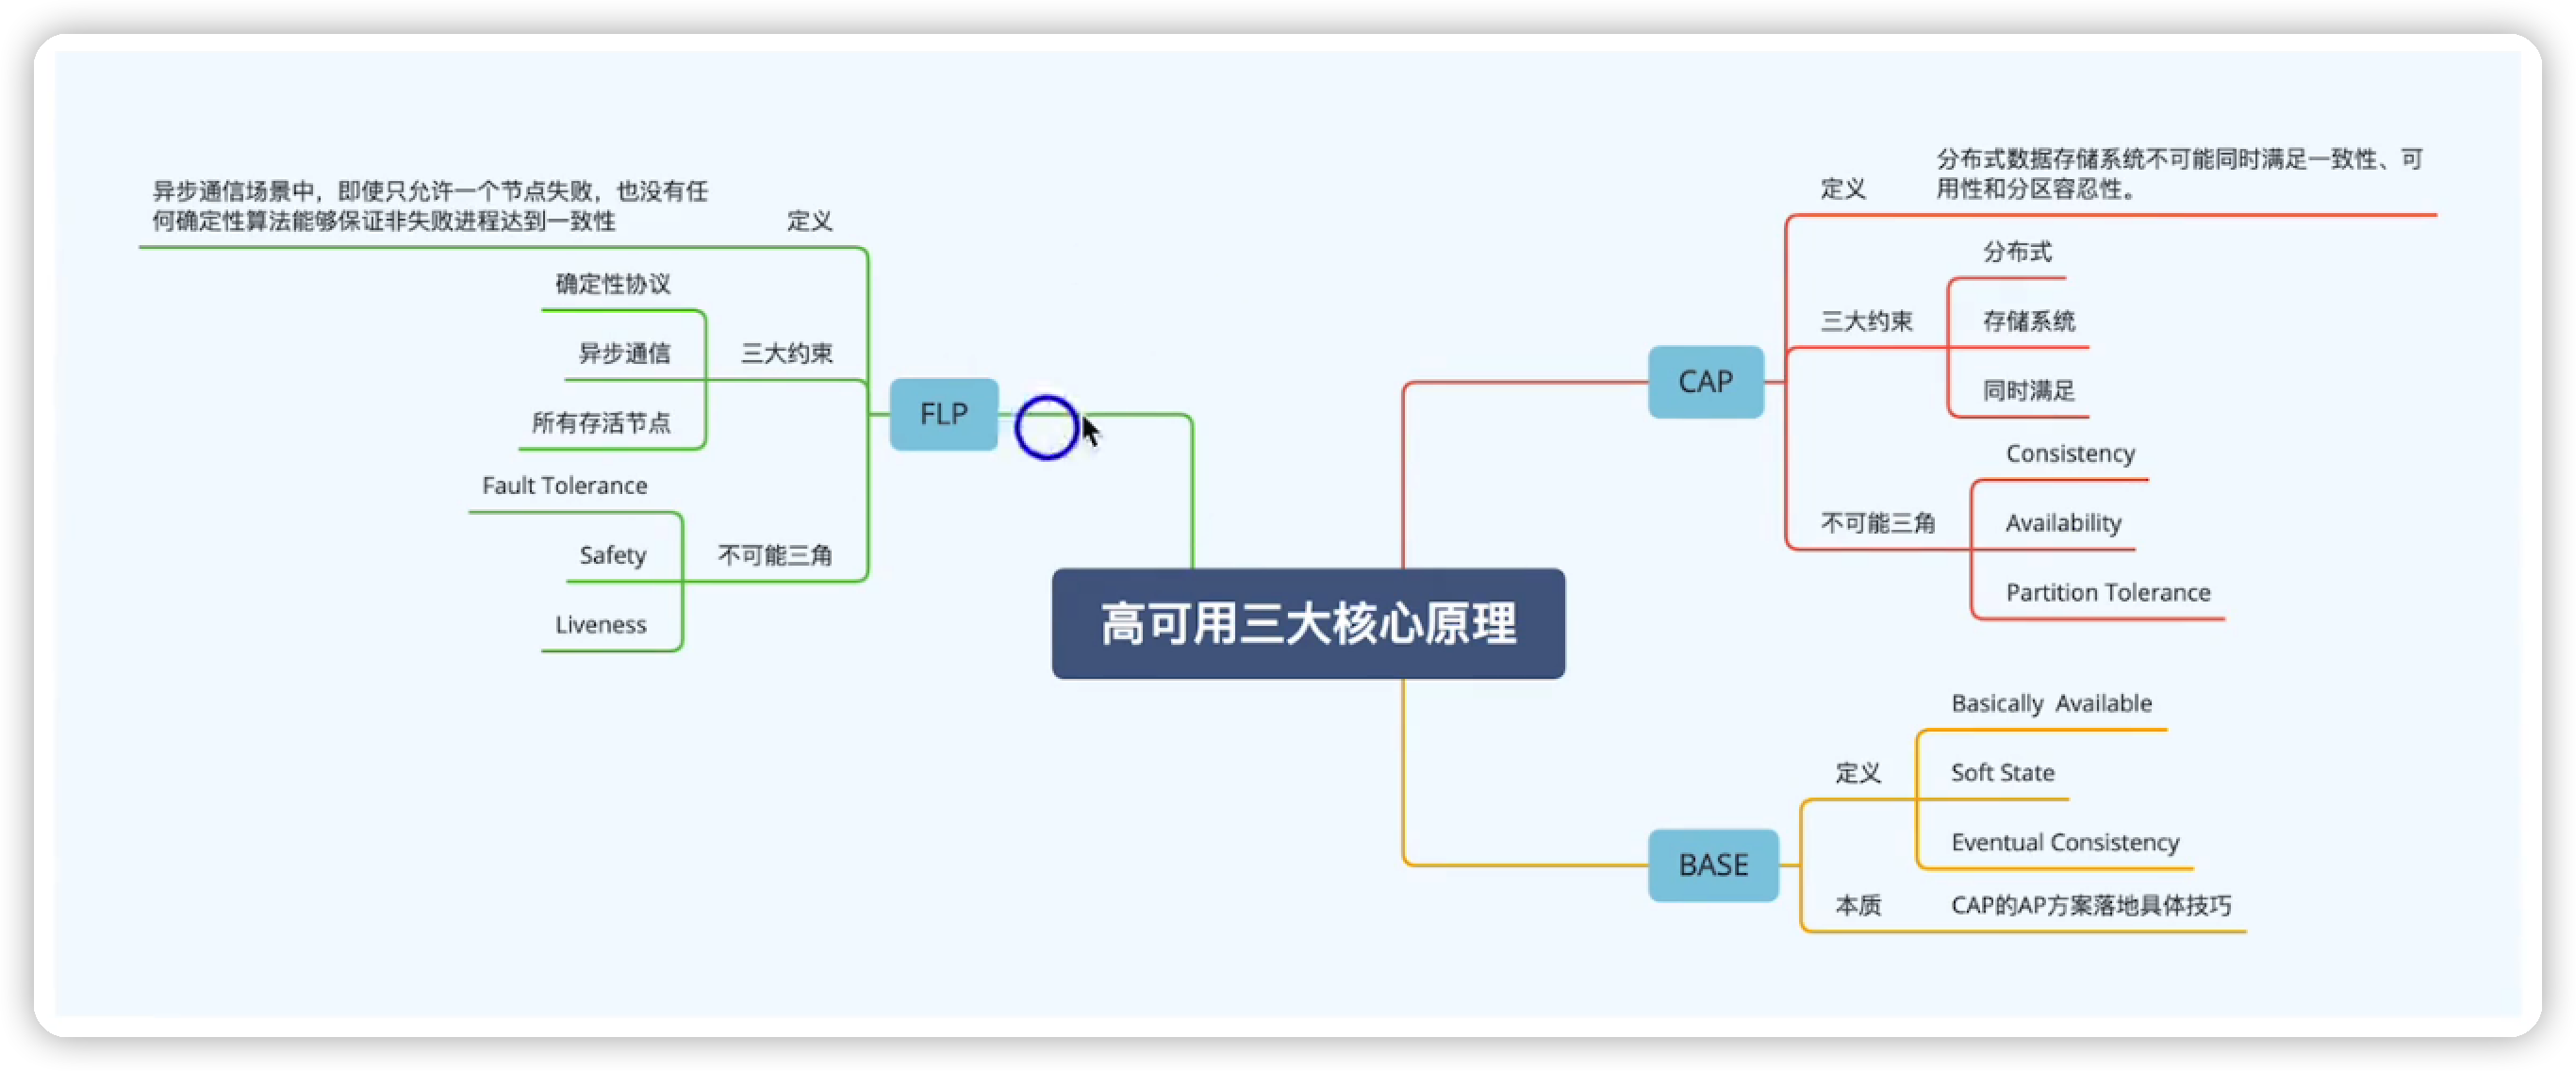 高可用三大核心原理
FLP
定义
异步通信场景中，即使只允许一个节点失败，也没有任
何确定性算法能够保证非失败进程达到一致性
三大约束
确定性协议
异步通信
所有存活节点
不可能三角
Fault Tolerance
Safety
Liveness
CAP
定义
分布式数据存储系统不可能同时满足一致性、可
用性和分区容忍性。
三大约束
分布式
存储系统
同时满足
不可能三角
Consistency
Availability
Partition Tolerance
BASE
定义
Basically  Available
Soft State
Eventual Consistency
本质
CAP的AP方案落地具体技巧